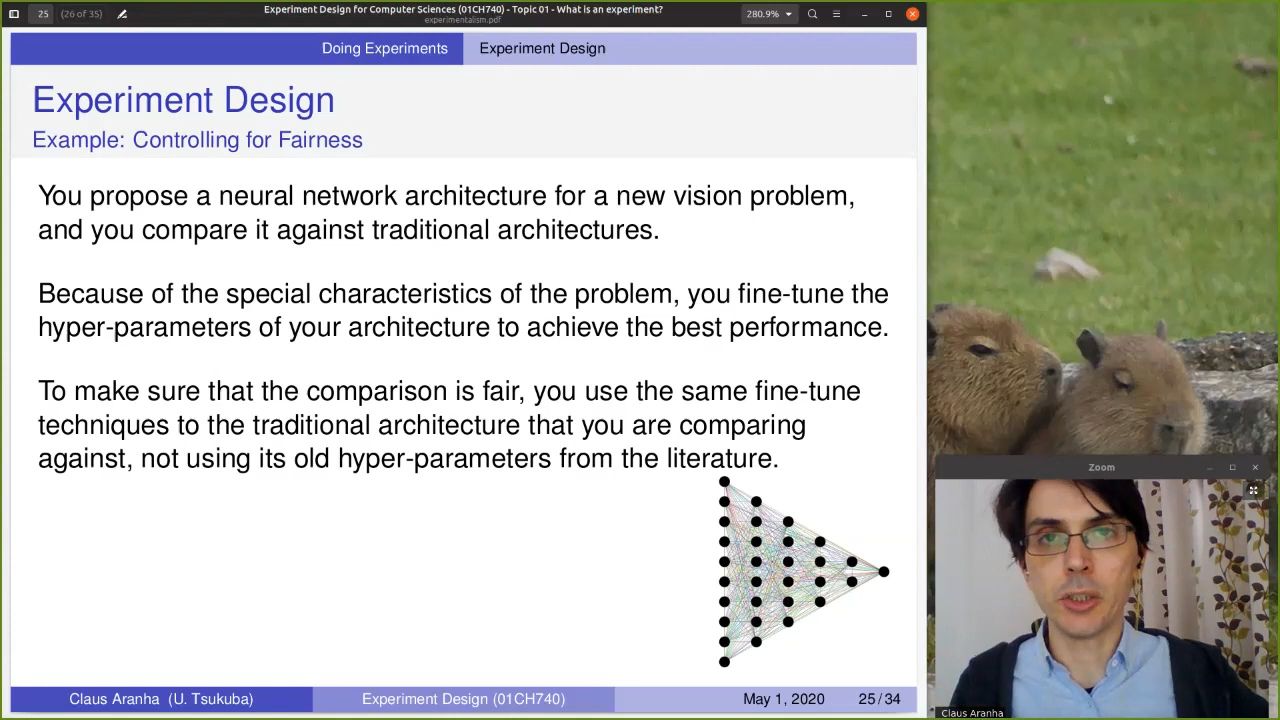 25 (26 of 35) Experiment Design for Computer Sciences (01CH740) - Topic 01 - What is an experiment? 280.9%
experimentalism.pdf
Doing Experiments Experiment Design
Experiment Design
Example: Controlling for Fairness
You propose a neural network architecture for a new vision problem,
and you compare it against traditional architectures.
Because of the special characteristics of the problem, you fine-tune the
hyper-parameters of your architecture to achieve the best performance.
To make sure that the comparison is fair, you use the same fine-tune
techniques to the traditional architecture that you are comparing
against, not using its old hyper-parameters from the literature.
Zoom
Claus Aranha
Claus Aranha (U. Tsukuba) Experiment Design (01CH740) May 1, 2020 25 / 34